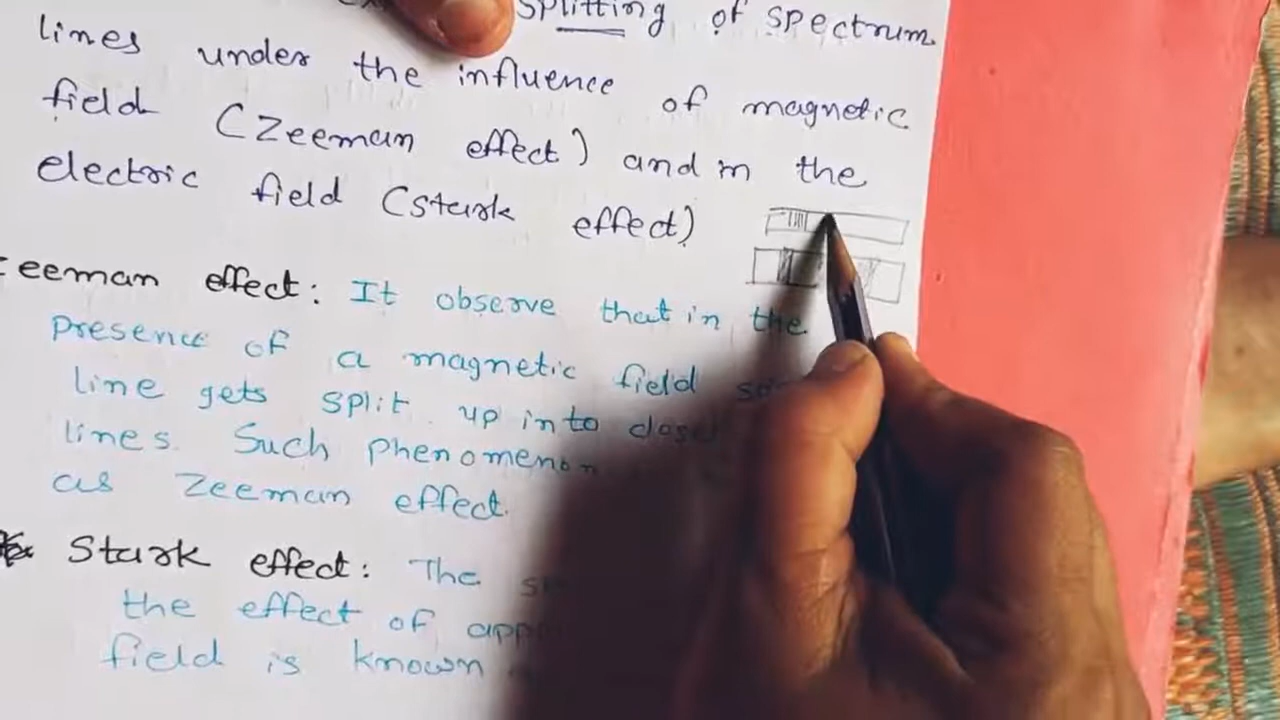 splitting of spectrum
lines under the influence of magnetic
field (Zeeman effect) and in the
electric field (Stark effect)
eeman effect: It observe that in the
presence of a magnetic field
line gets split up into
lines. Such phenomenon
as Zeeman effect.
Stark effect: The
the effect of
field is known